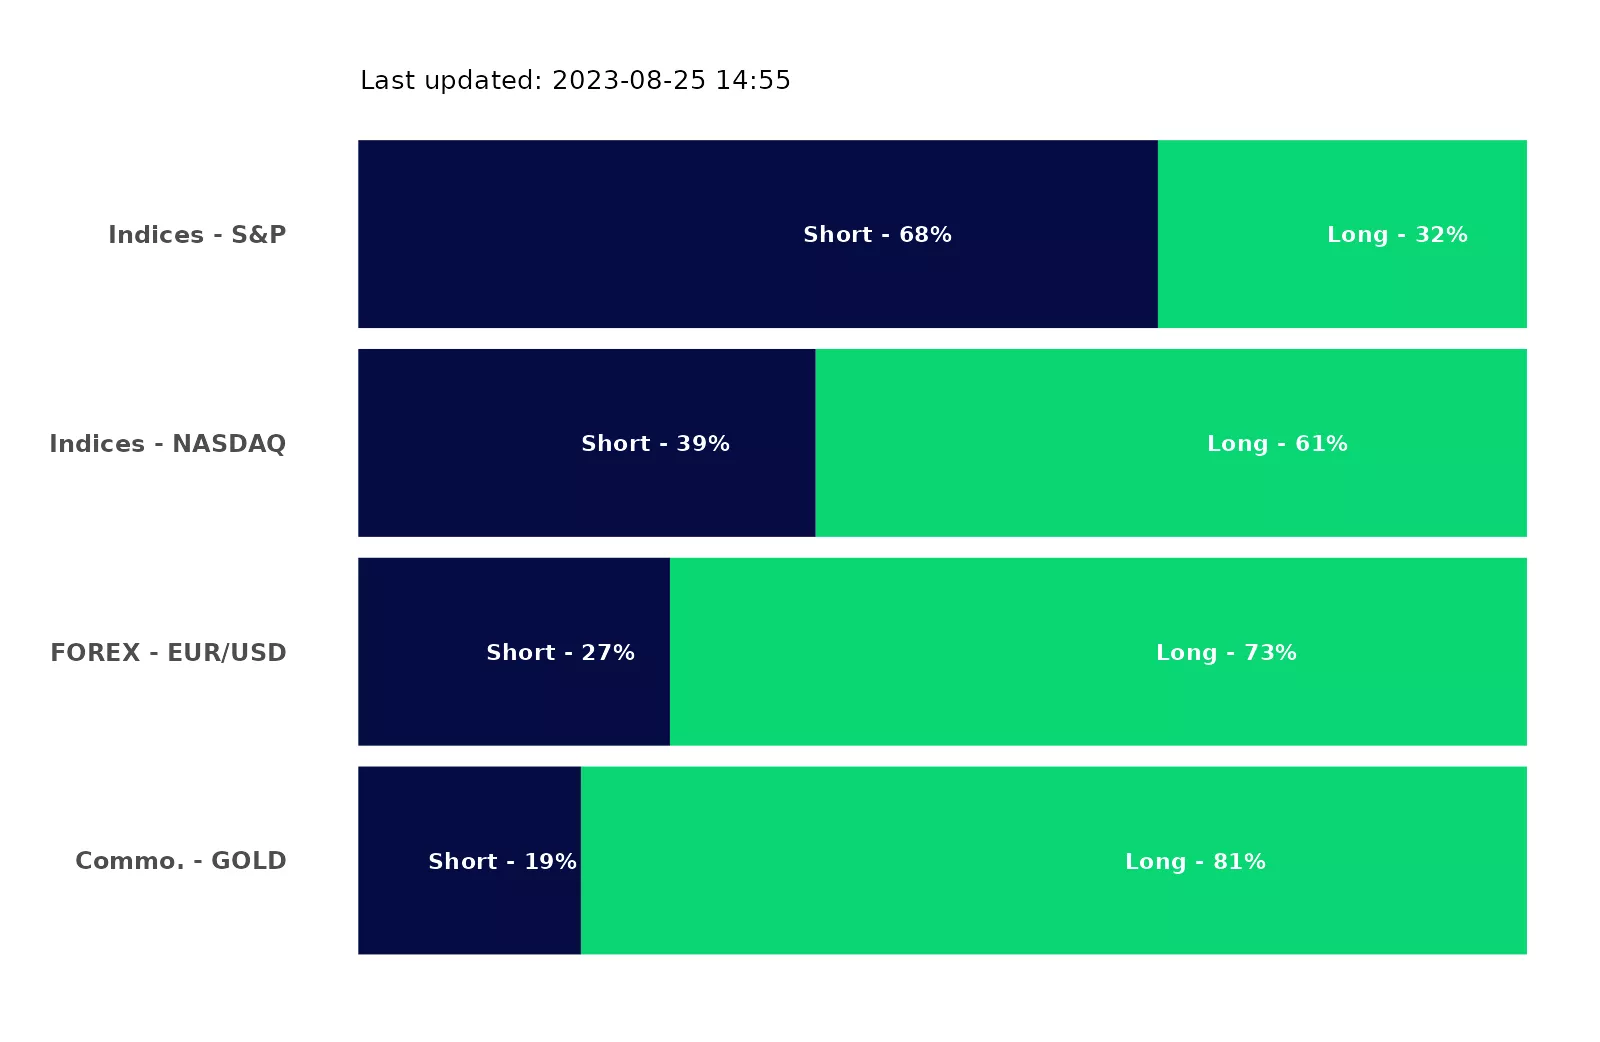 Last updated: 2023-08-25 14:55
Indices - S&P Short - 68% Long - 32%
Indices - NASDAQ Short - 39% Long - 61%
FOREX - EUR/USD Short - 27% Long - 73%
Commo. - GOLD Short - 19% Long - 81%